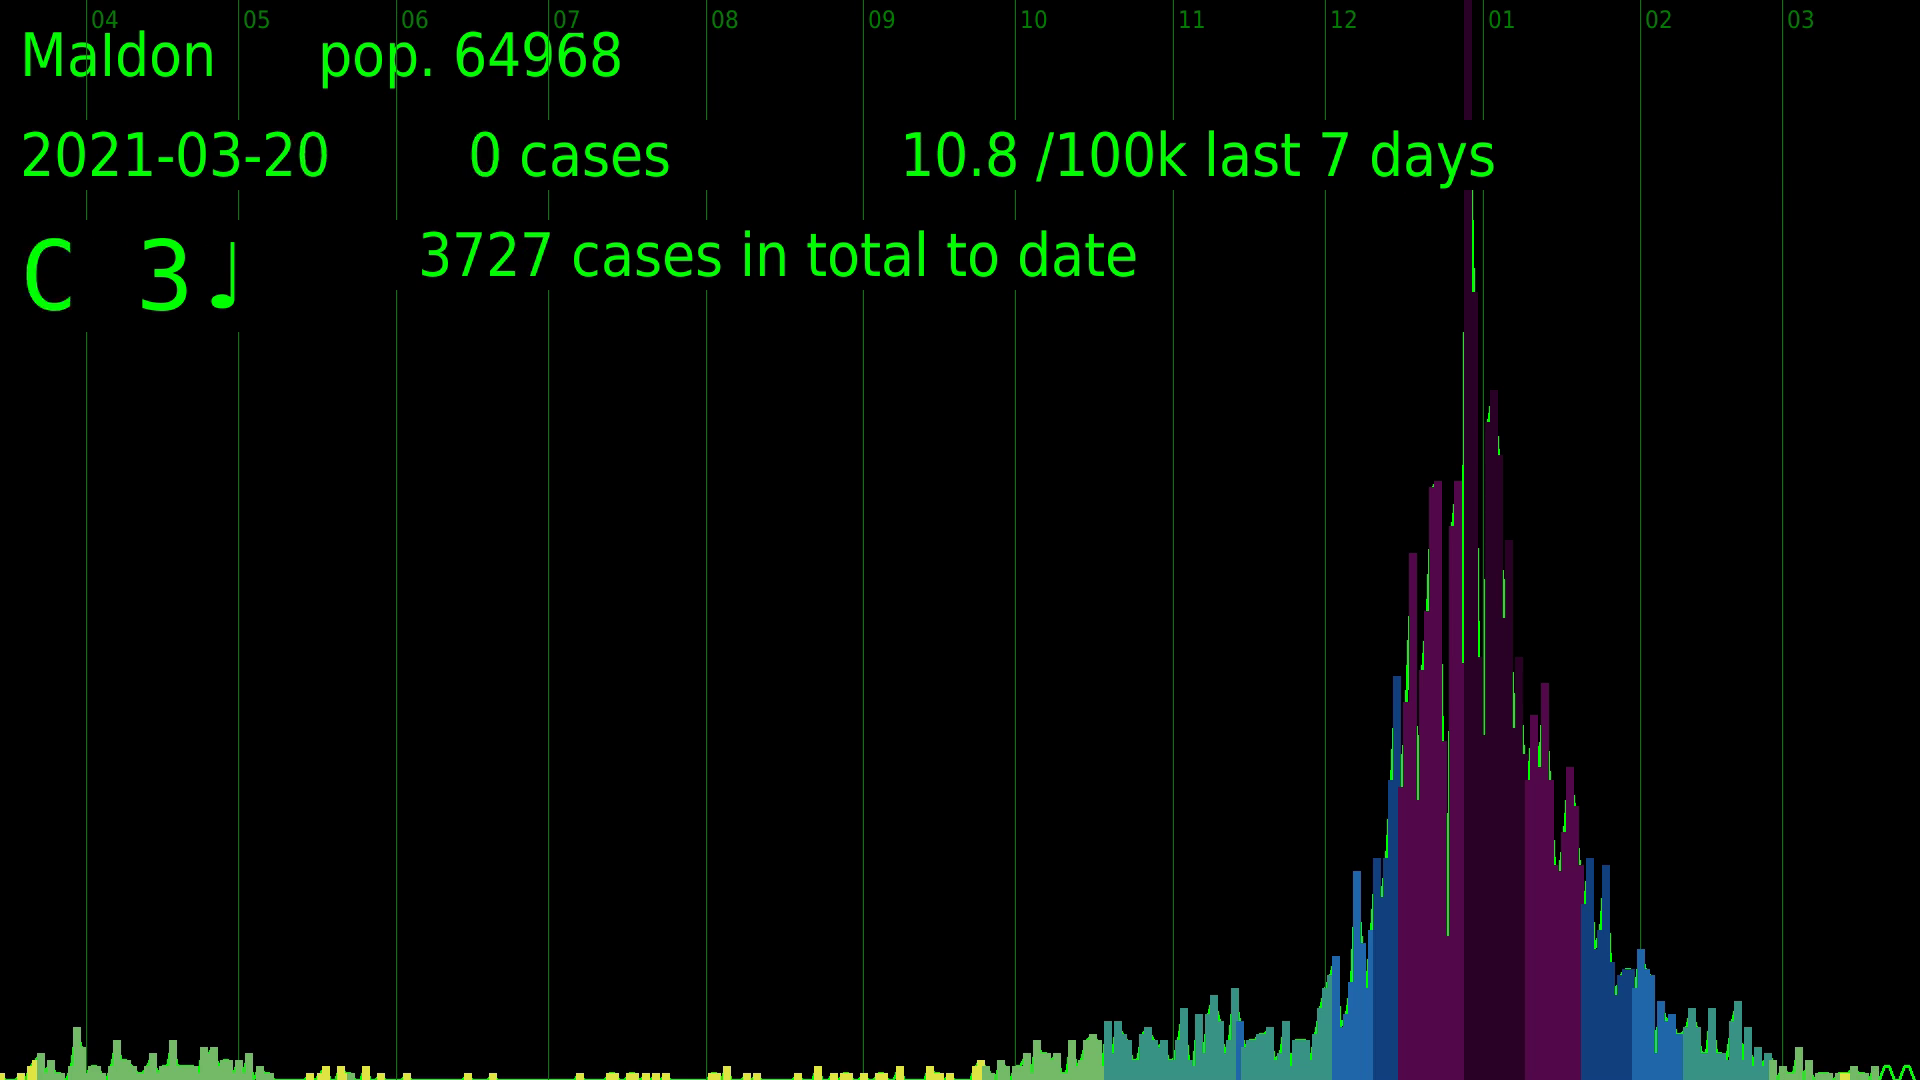 04 05 06 07 08 09 10 11 12 01 02 03
Maldon pop. 64968
2021-03-20 0 cases 10.8 /100k last 7 days
C 3♩ 3727 cases in total to date